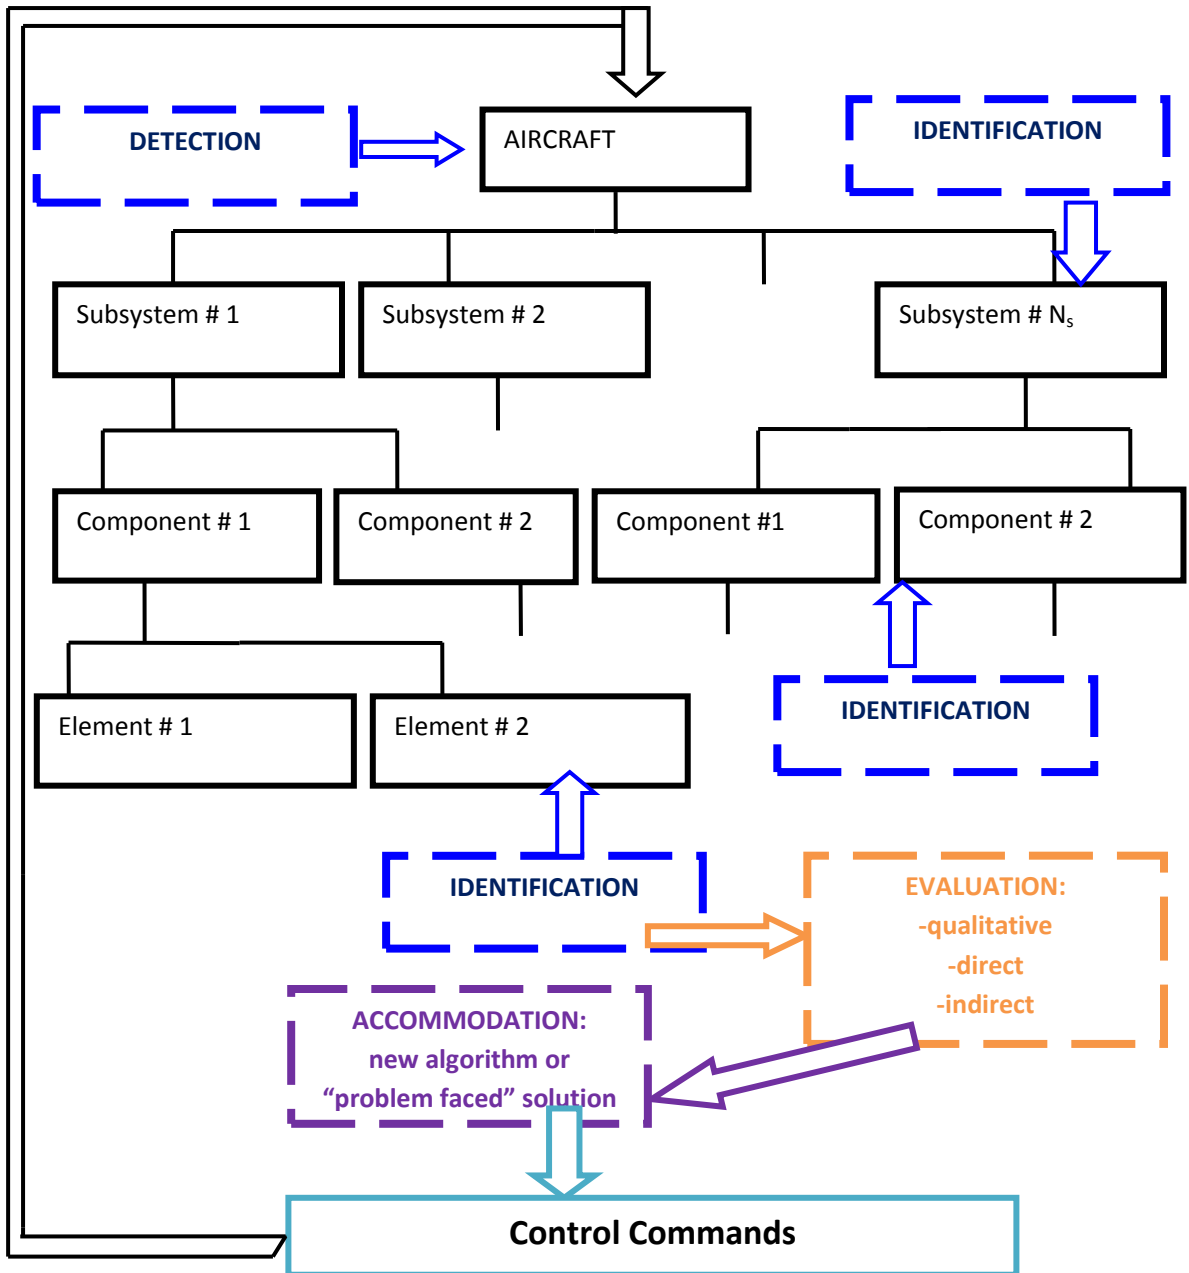 DETECTION
AIRCRAFT
IDENTIFICATION
Subsystem # 1
Subsystem # 2
Subsystem # Nₛ
Component # 1
Component # 2
Component #1
Component # 2
Element # 1
Element # 2
IDENTIFICATION
IDENTIFICATION
EVALUATION:
-qualitative
-direct
-indirect
ACCOMMODATION:
new algorithm or
“problem faced” solution
Control Commands